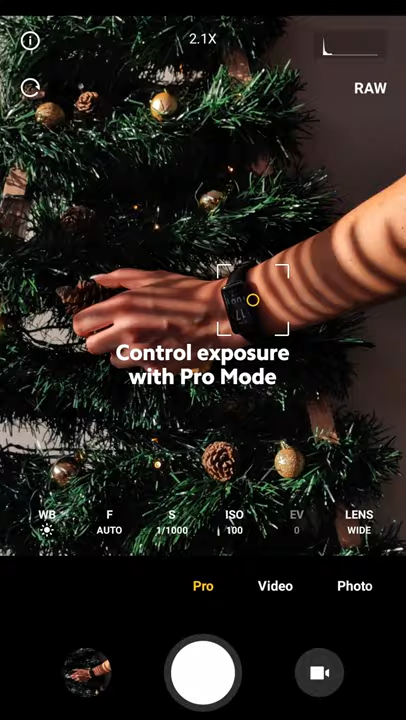 2.1X
RAW
Control exposure
with Pro Mode
WB F S ISO EV LENS
AUTO 1/1000 100 0 WIDE
Pro Video Photo